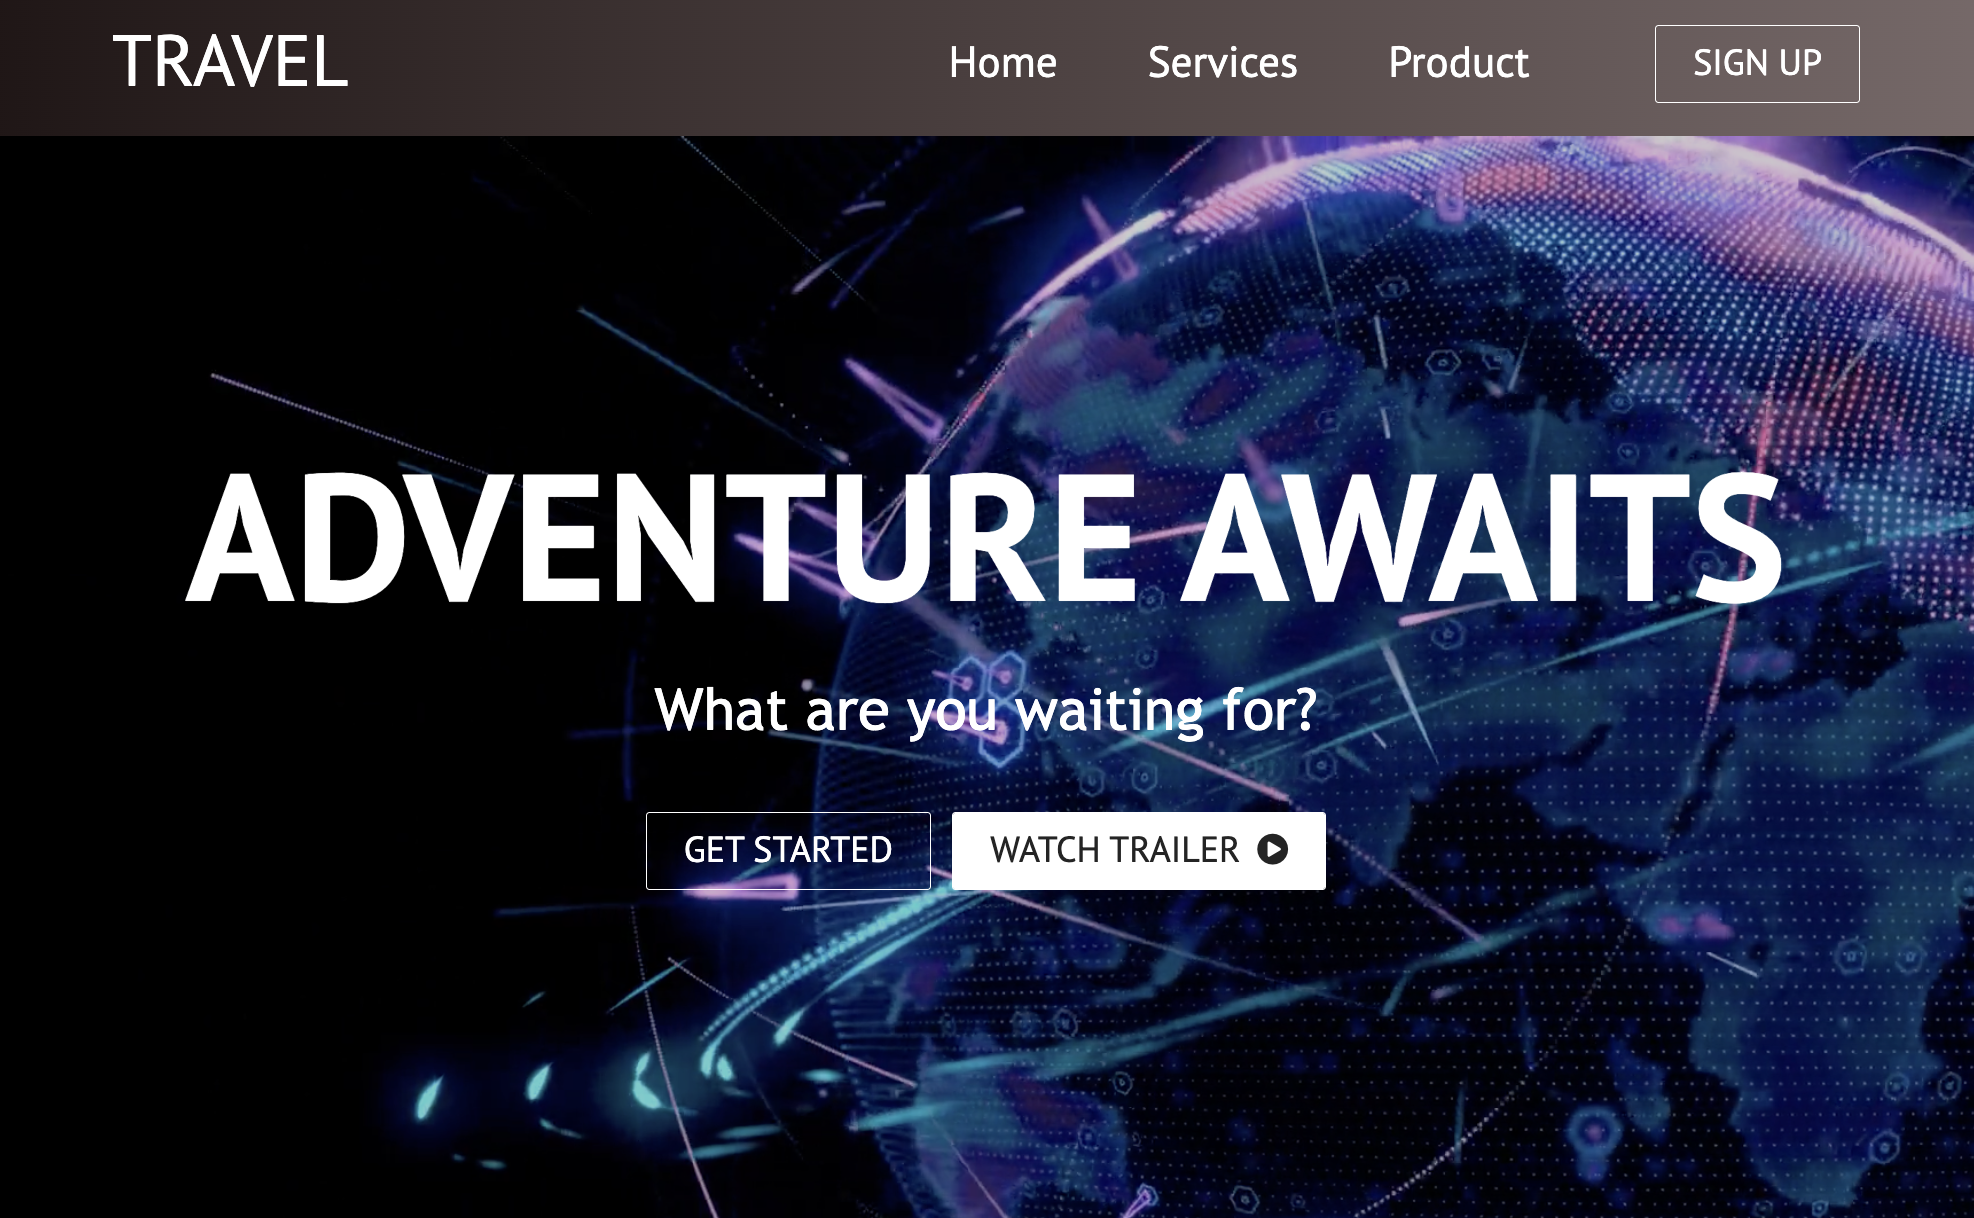 TRAVEL
Home Services Product SIGN UP
ADVENTURE AWAITS
What are you waiting for?
GET STARTED WATCH TRAILER